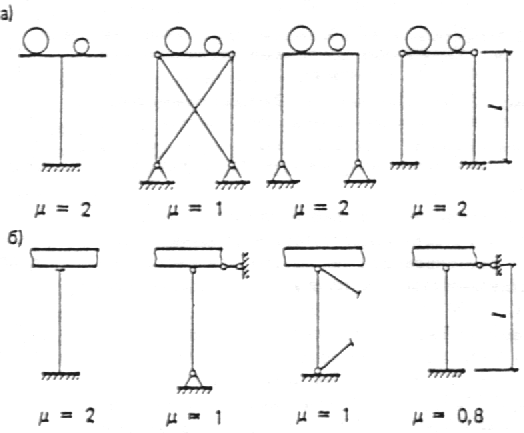 а)
l
μ = 2 μ = 1 μ = 2 μ = 2
б)
l
μ = 2 μ = 1 μ = 1 μ = 0,8